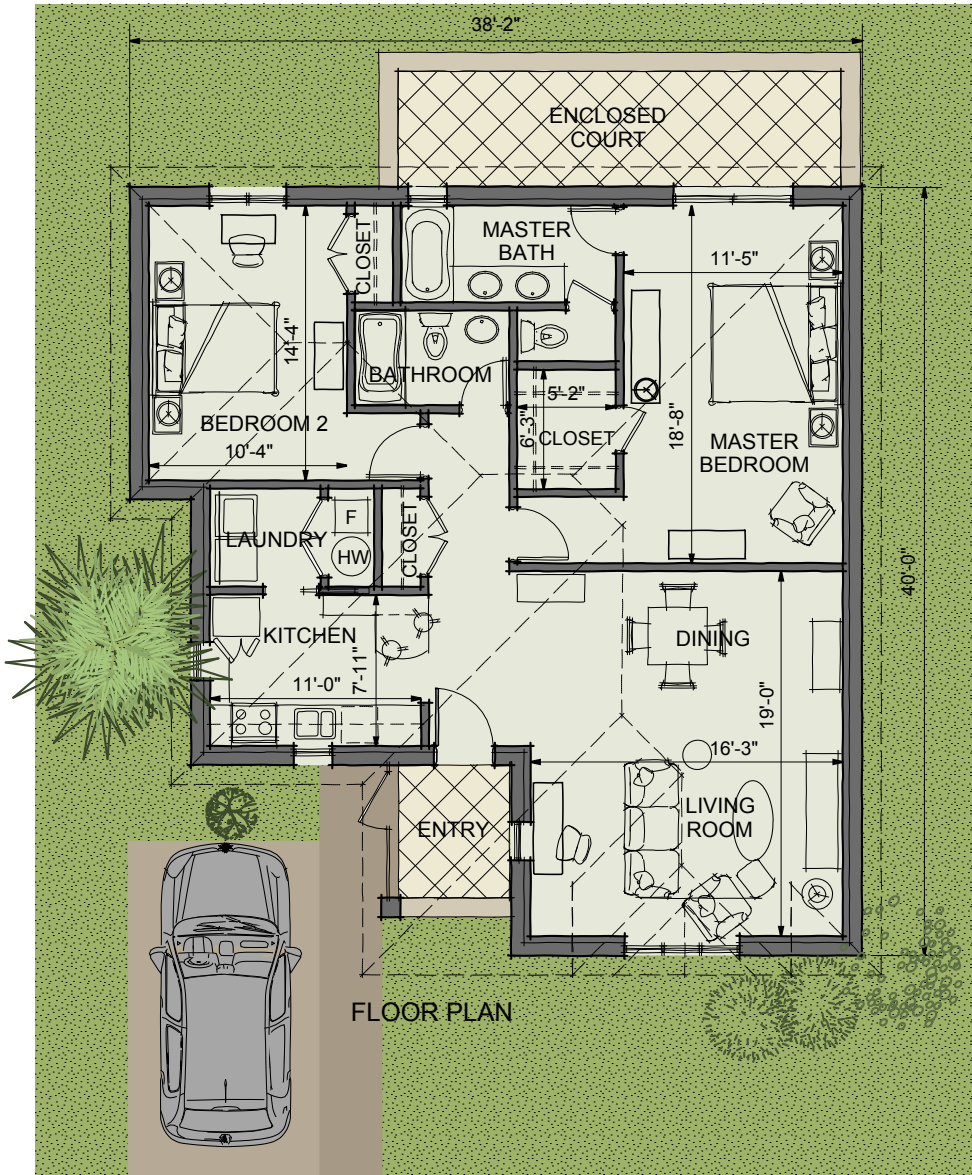 38'-2"
ENCLOSED
COURT
MASTER
BATH
CLOSET
11'-5"
14'-4"
BATHROOM
5'-2"
6'-3"
CLOSET
18'-8"
BEDROOM 2
10'-4"
MASTER
BEDROOM
F
LAUNDRY
HW
CLOSET
40'-0"
KITCHEN
DINING
11'-0"
7'-11"
19'-0"
16'-3"
ENTRY
LIVING
ROOM
FLOOR PLAN